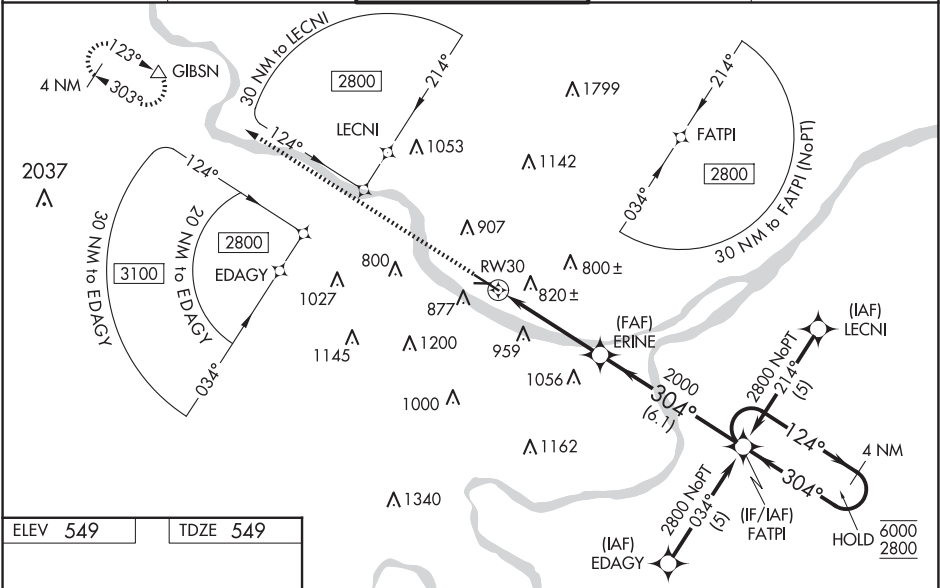 123°
GIBSN
4 NM
303°
30 NM to LECNI
2800
214°
LECNI
124°
1053
1799
1142
214°
FATPI
2800
034°
30 NM to FATPI (NoPT)
2037
124°
30 NM to EDAGY
3100
20 NM to EDAGY
2800
EDAGY
034°
907
800
1027
877
RW30
820 ±
800 ±
1145
1200
959
(FAF)
ERINE
1056
1000
2000
304°
(6.1)
(IAF)
LECNI
2800 NoPT
214°
(5)
124°
4 NM
304°
1162
1340
2800 NoPT
034°
(5)
(IF/IAF)
FATPI
HOLD 6000
2800
(IAF)
EDAGY
ELEV 549
TDZE 549